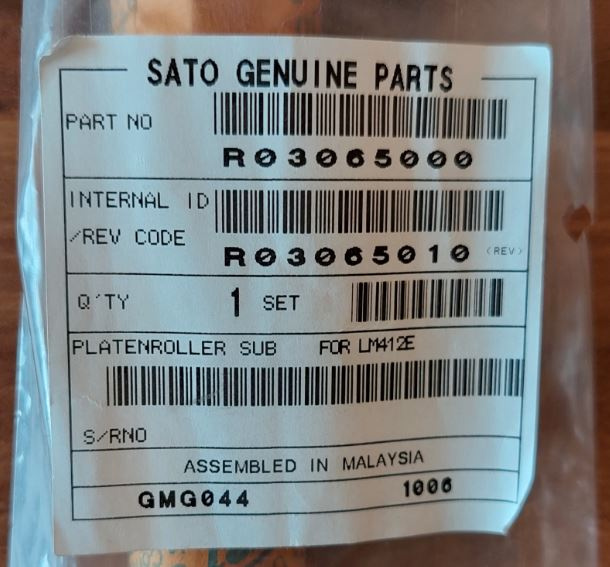 SATO GENUINE PARTS
PART NO
R03065000
INTERNAL ID
/REV CODE
R03065010 (REV)
Q'TY 1 SET
PLATENROLLER SUB FOR LM412E
S/RNO
ASSEMBLED IN MALAYSIA
GMG044 1006